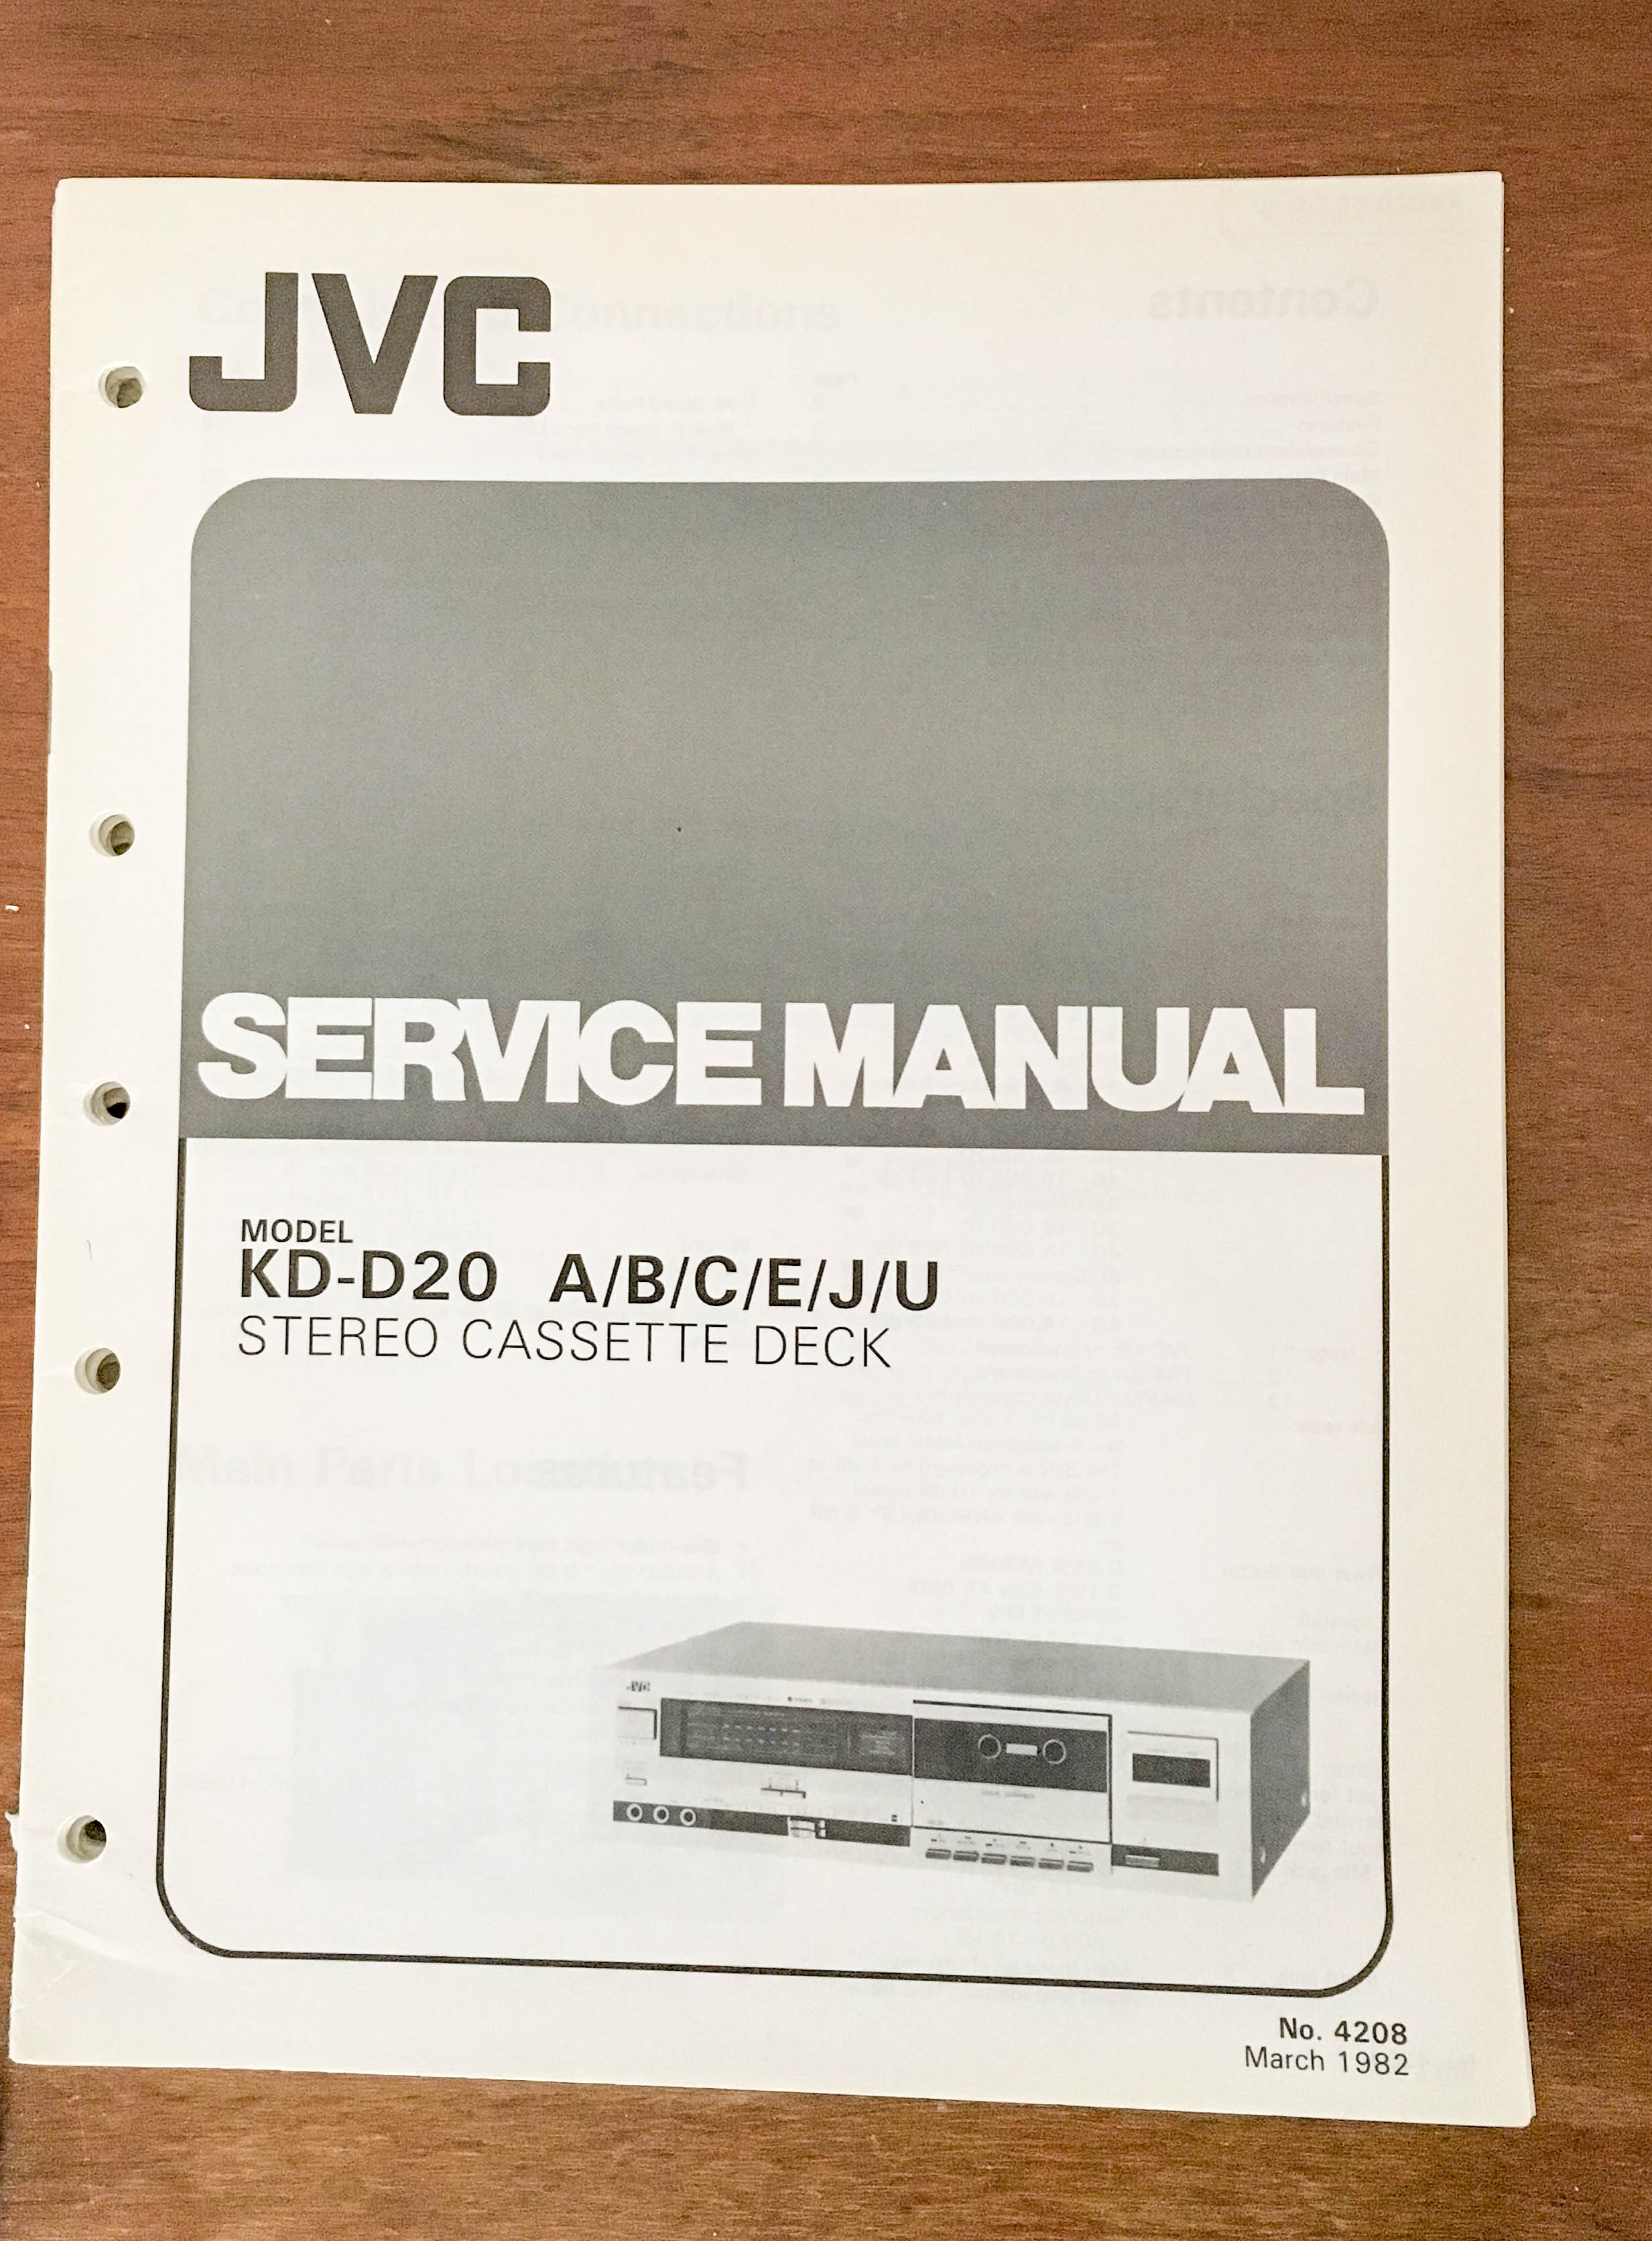 JVC
SERVICE MANUAL
MODEL
KD-D20 A/B/C/E/J/U
STEREO CASSETTE DECK
JVC
No. 4208
March 1982